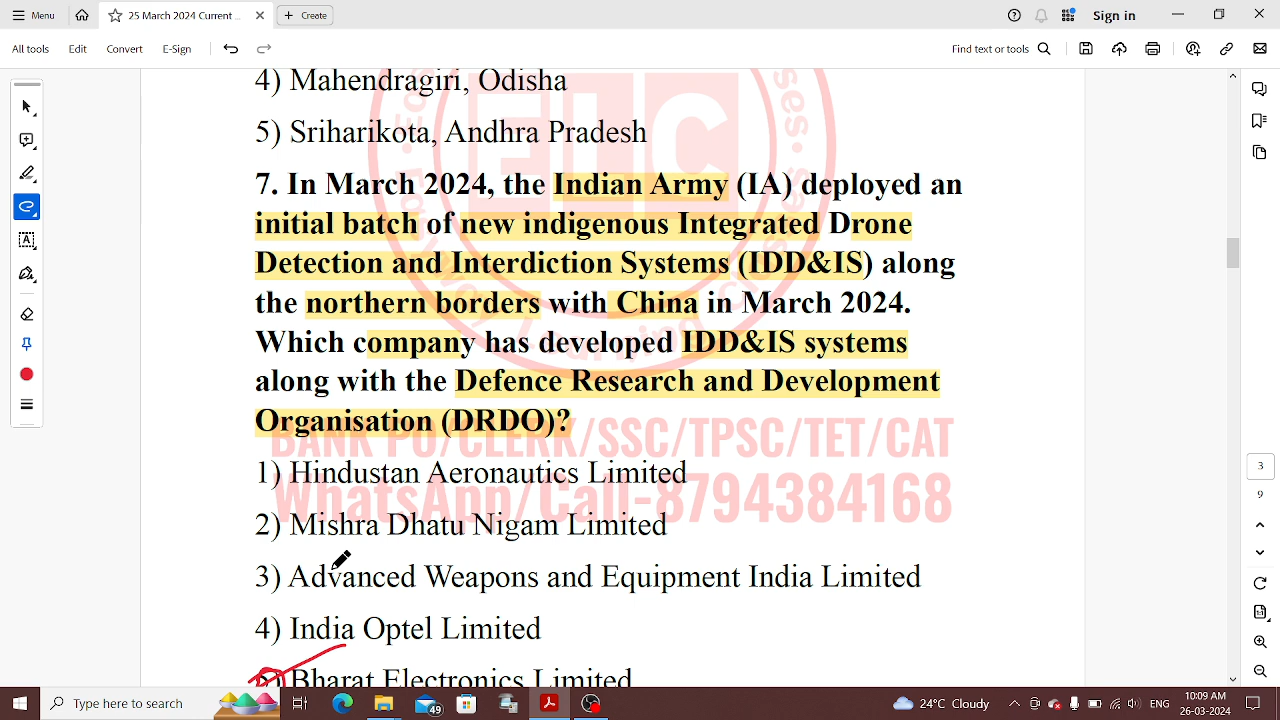 Menu
25 March 2024 Current ...
Create
Sign in
All tools
Edit
Convert
E-Sign
Find text or tools
4) Mahendragiri, Odisha
5) Sriharikota, Andhra Pradesh
7. In March 2024, the Indian Army (IA) deployed an
initial batch of new indigenous Integrated Drone
Detection and Interdiction Systems (IDD&IS) along
the northern borders with China in March 2024.
Which company has developed IDD&IS systems
along with the Defence Research and Development
Organisation (DRDO)?
BANK PO/CLERK/SSC/TPSC/TET/CAT
1) Hindustan Aeronautics Limited
WhatsApp/Call-8794384168
2) Mishra Dhatu Nigam Limited
3) Advanced Weapons and Equipment India Limited
4) India Optel Limited
5) Bharat Electronics Limited
ELC
3
9
Type here to search
49
24°C Cloudy
ENG
10:09 AM
26-03-2024